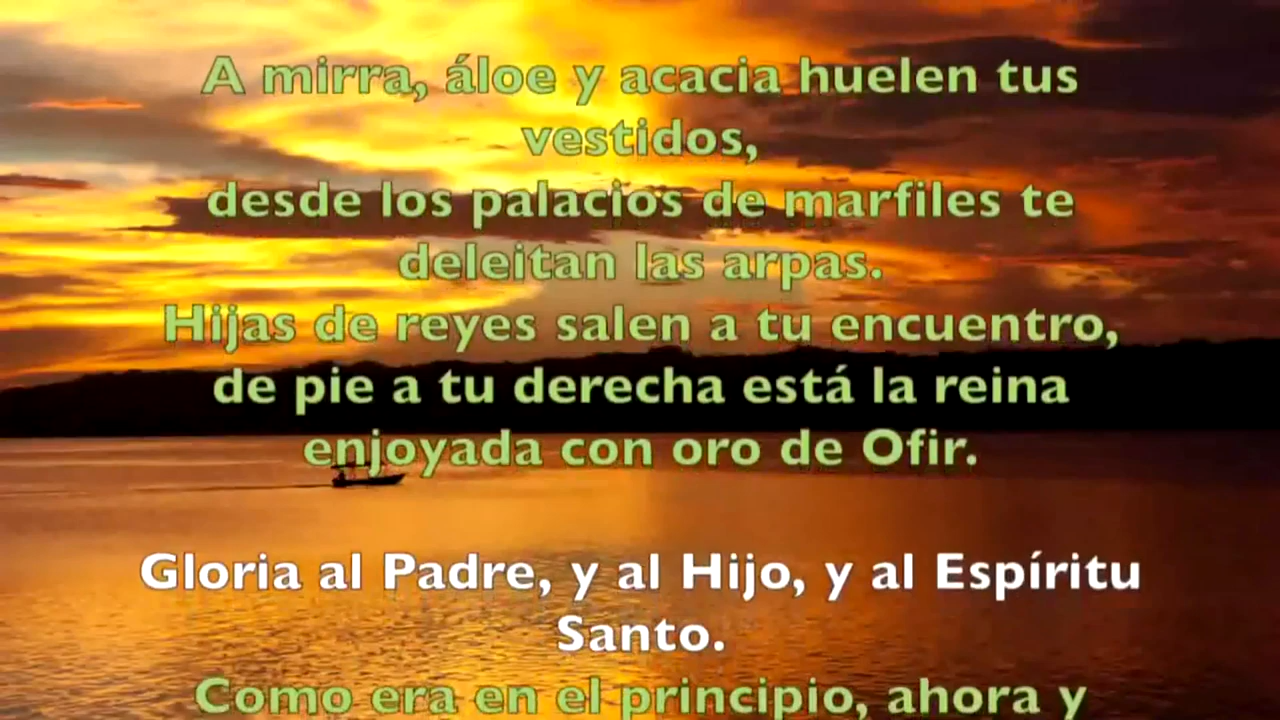 A mirra, áloe y acacia huelen tus
vestidos,
desde los palacios de marfiles te
deleitan las arpas.
Hijas de reyes salen a tu encuentro,
de pie a tu derecha está la reina
enjoyada con oro de Ofir.
Gloria al Padre, y al Hijo, y al Espíritu
Santo.
Como era en el principio, ahora y